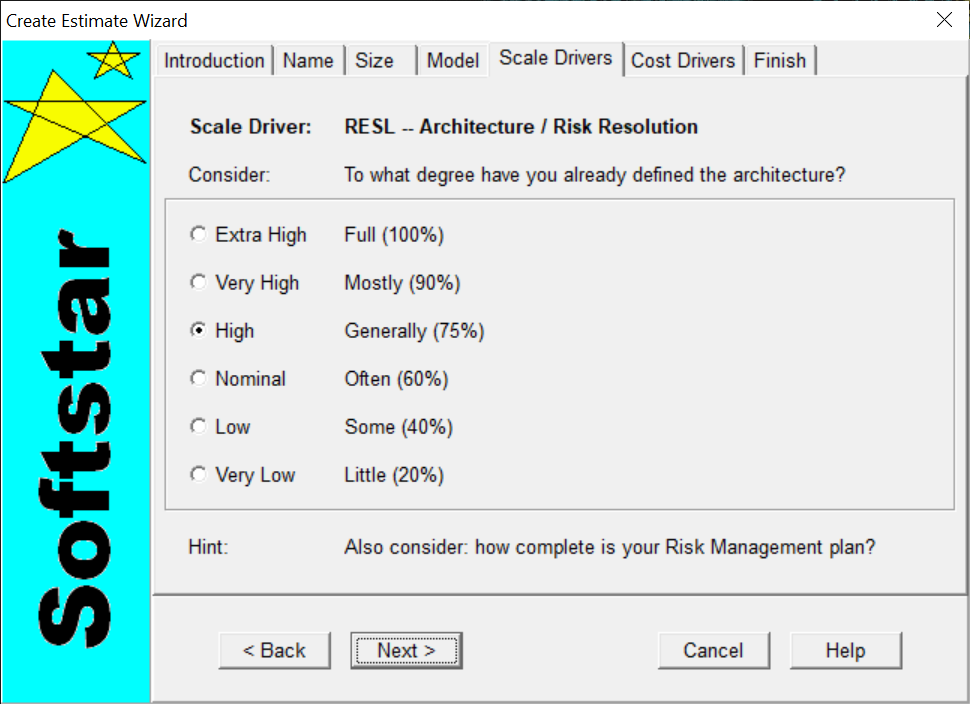 Create Estimate Wizard
Softstar
Introduction Name Size Model Scale Drivers Cost Drivers Finish
Scale Driver: RESL -- Architecture / Risk Resolution
Consider: To what degree have you already defined the architecture?
Extra High Full (100%)
Very High Mostly (90%)
High Generally (75%)
Nominal Often (60%)
Low Some (40%)
Very Low Little (20%)
Hint: Also consider: how complete is your Risk Management plan?
< Back Next > Cancel Help